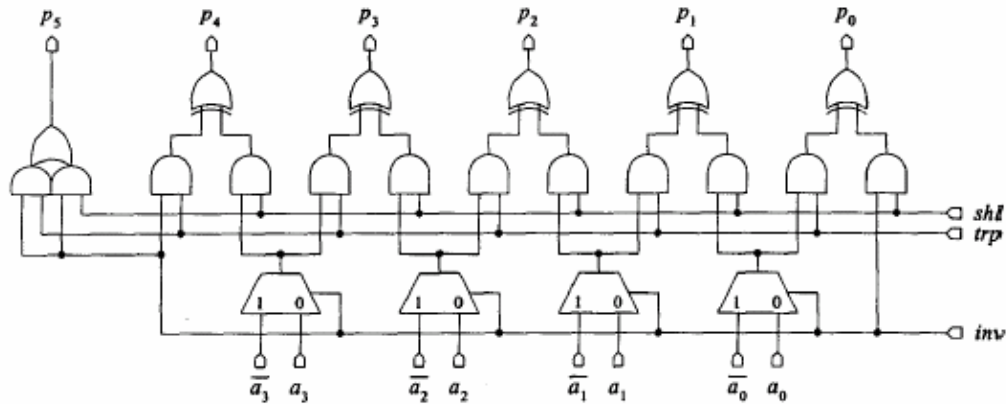 p₅ p₄ p₃ p₂ p₁ p₀
shl
trp
1 0 1 0 1 0 1 0
inv
a̅₃ a₃ a̅₂ a₂ a̅₁ a₁ a̅₀ a₀